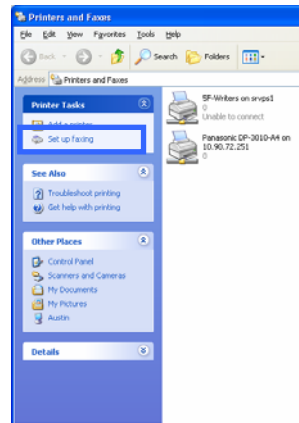 Printers and Faxes
File Edit View Favorites Tools Help
Back Search Folders
Address Printers and Faxes
Printer Tasks
Add a printer
Set up faxing
See Also
Troubleshoot printing
Get help with printing
Other Places
Control Panel
Scanners and Cameras
My Documents
My Pictures
Austin
Details
SF-Writers on srvps1
0
Unable to connect
Panasonic DP-3010-A4 on
10.90.72.251
0